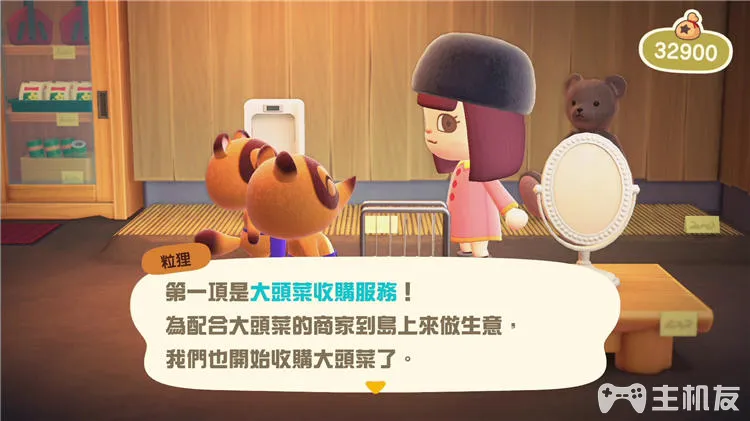 32900
粒狸
第一項是大頭菜收購服務！
為配合大頭菜的商家到島上來做生意，
我們也開始收購大頭菜了。
主机友